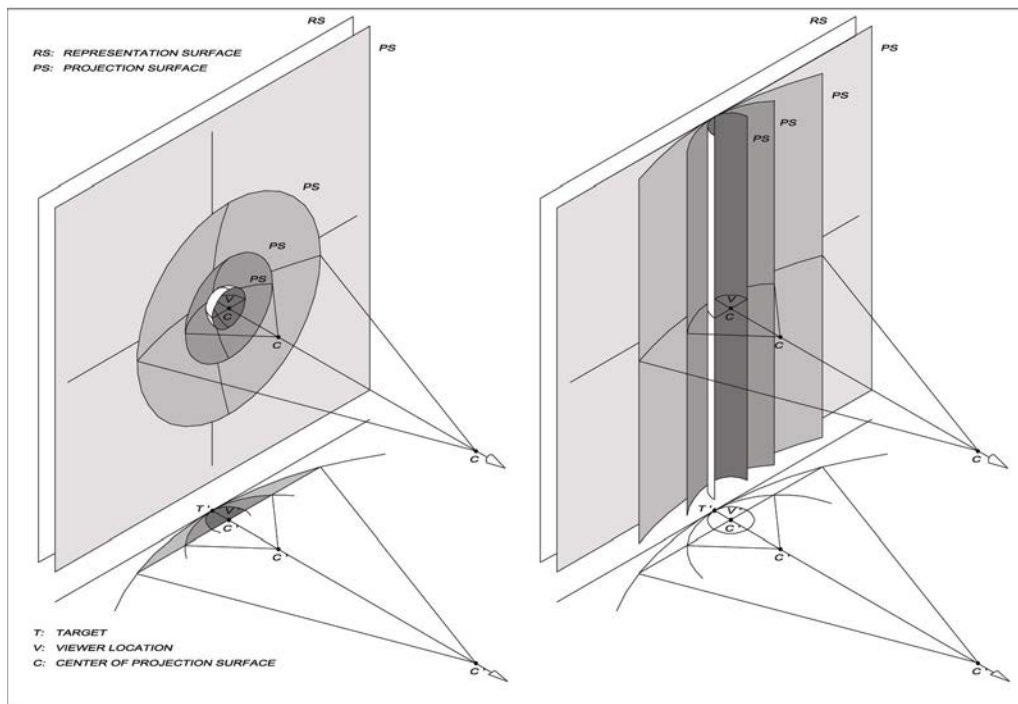 RS
PS
RS: REPRESENTATION SURFACE
PS: PROJECTION SURFACE
PS
PS
PS
V
C
C
C
T' V'
C'
C'
C'
T: TARGET
V: VIEWER LOCATION
C: CENTER OF PROJECTION SURFACE
RS
PS
PS
PS
PS
V
C
C
C
T' V'
C'
C'
C'